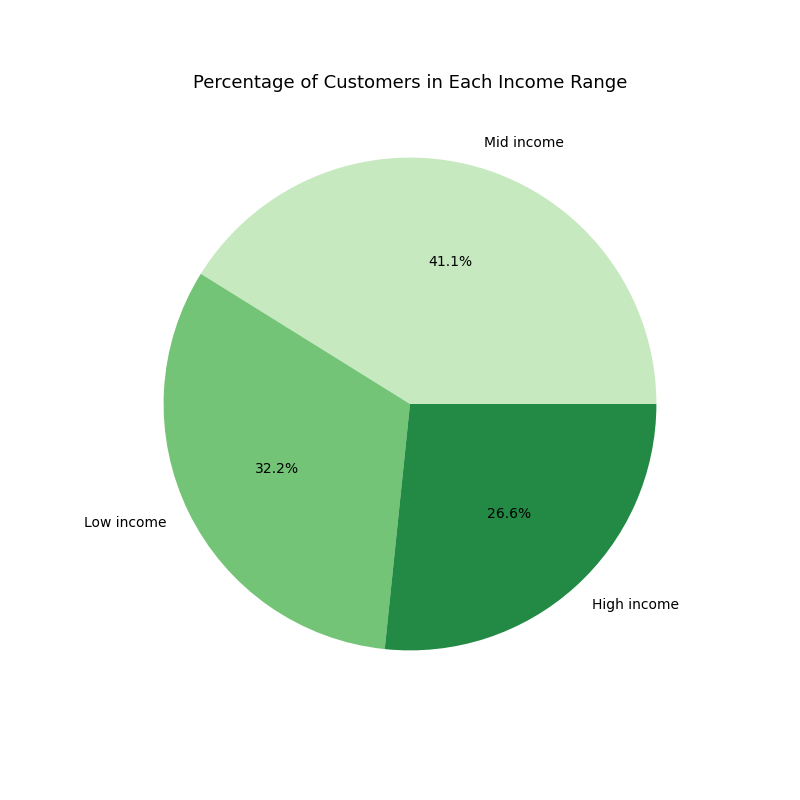 Percentage of Customers in Each Income Range
Mid income
41.1%
32.2%
Low income
26.6%
High income